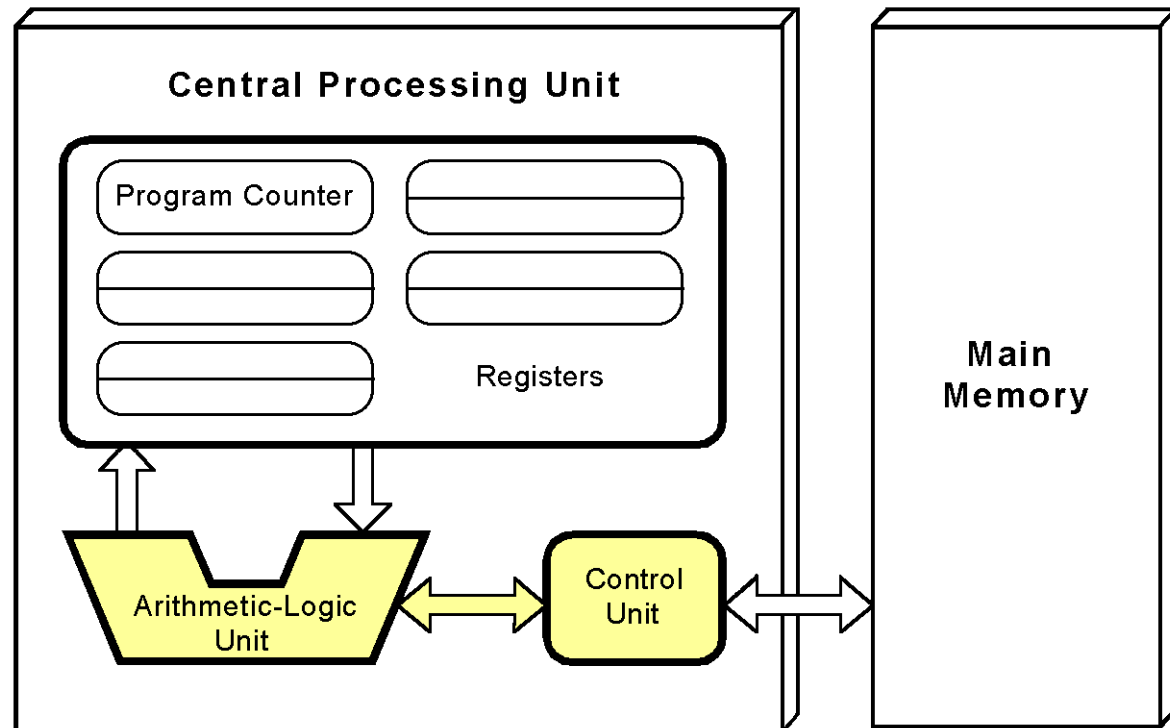 Central Processing Unit
Program Counter
Registers
Main
Memory
Arithmetic-Logic
Unit
Control
Unit